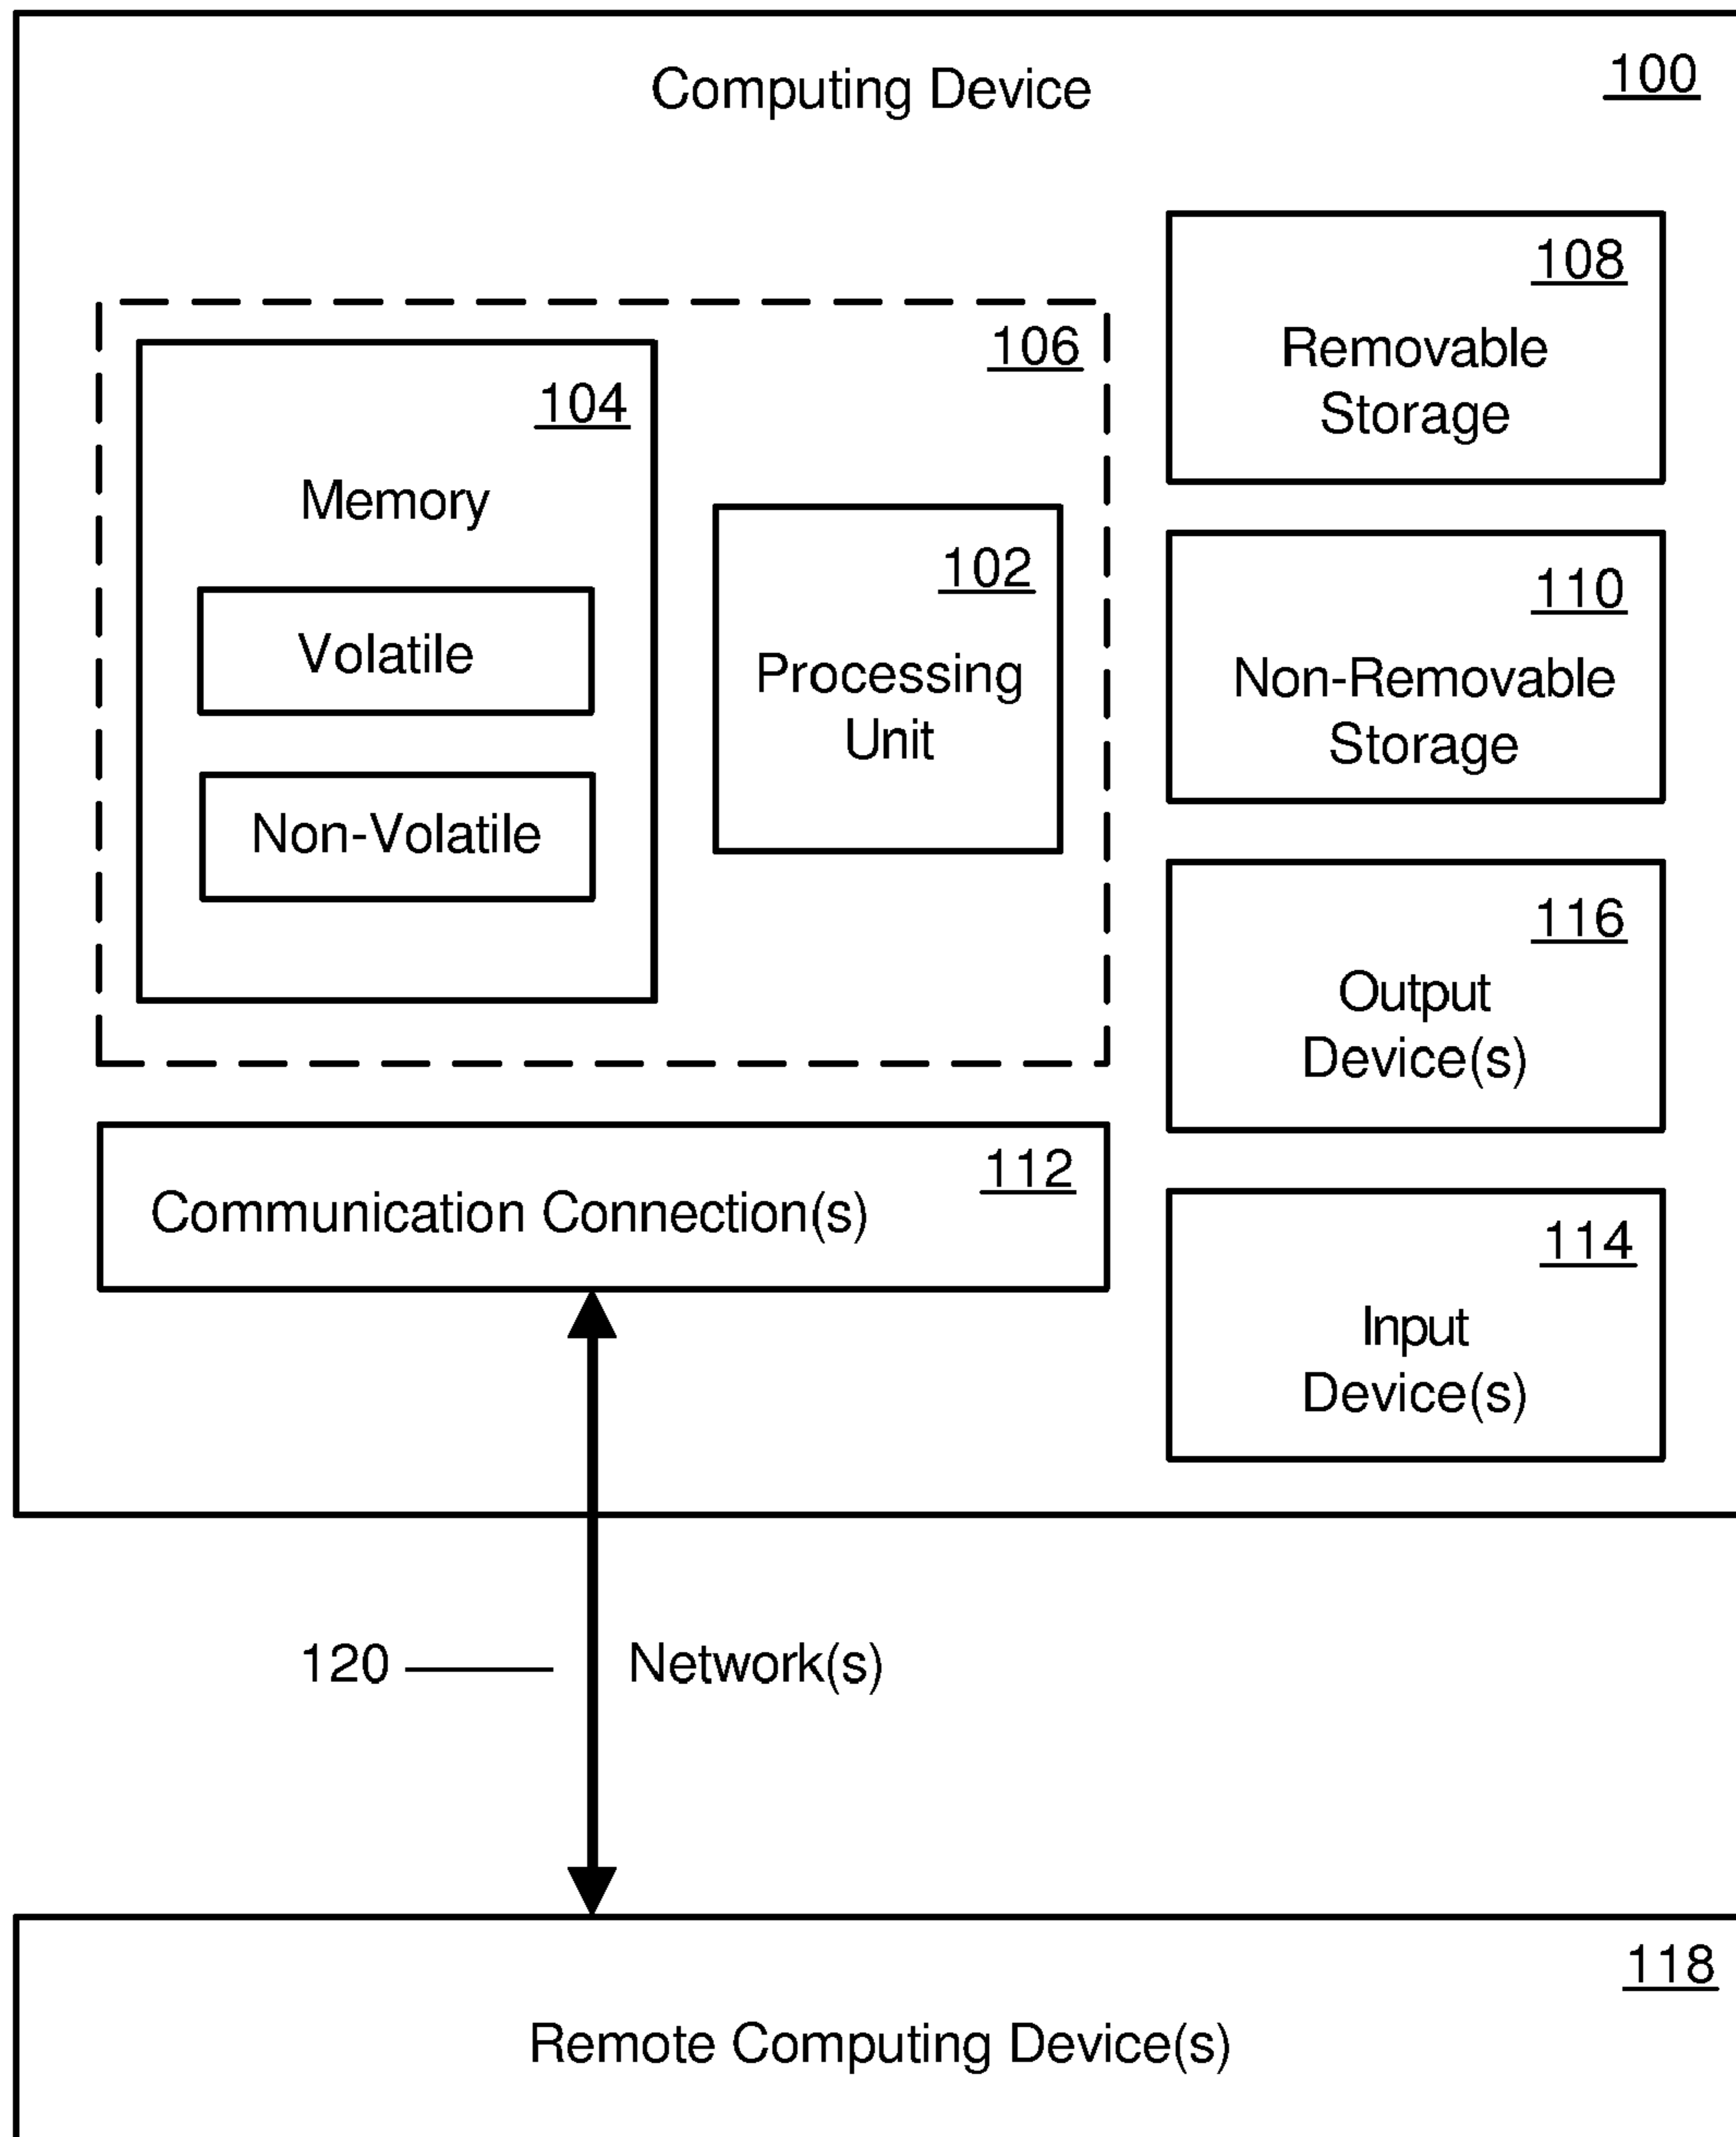 Computing Device
100
108
Removable
Storage
106
104
Memory
Volatile
Non-Volatile
102
Processing
Unit
110
Non-Removable
Storage
116
Output
Device(s)
112
Communication Connection(s)
114
Input
Device(s)
120
Network(s)
118
Remote Computing Device(s)